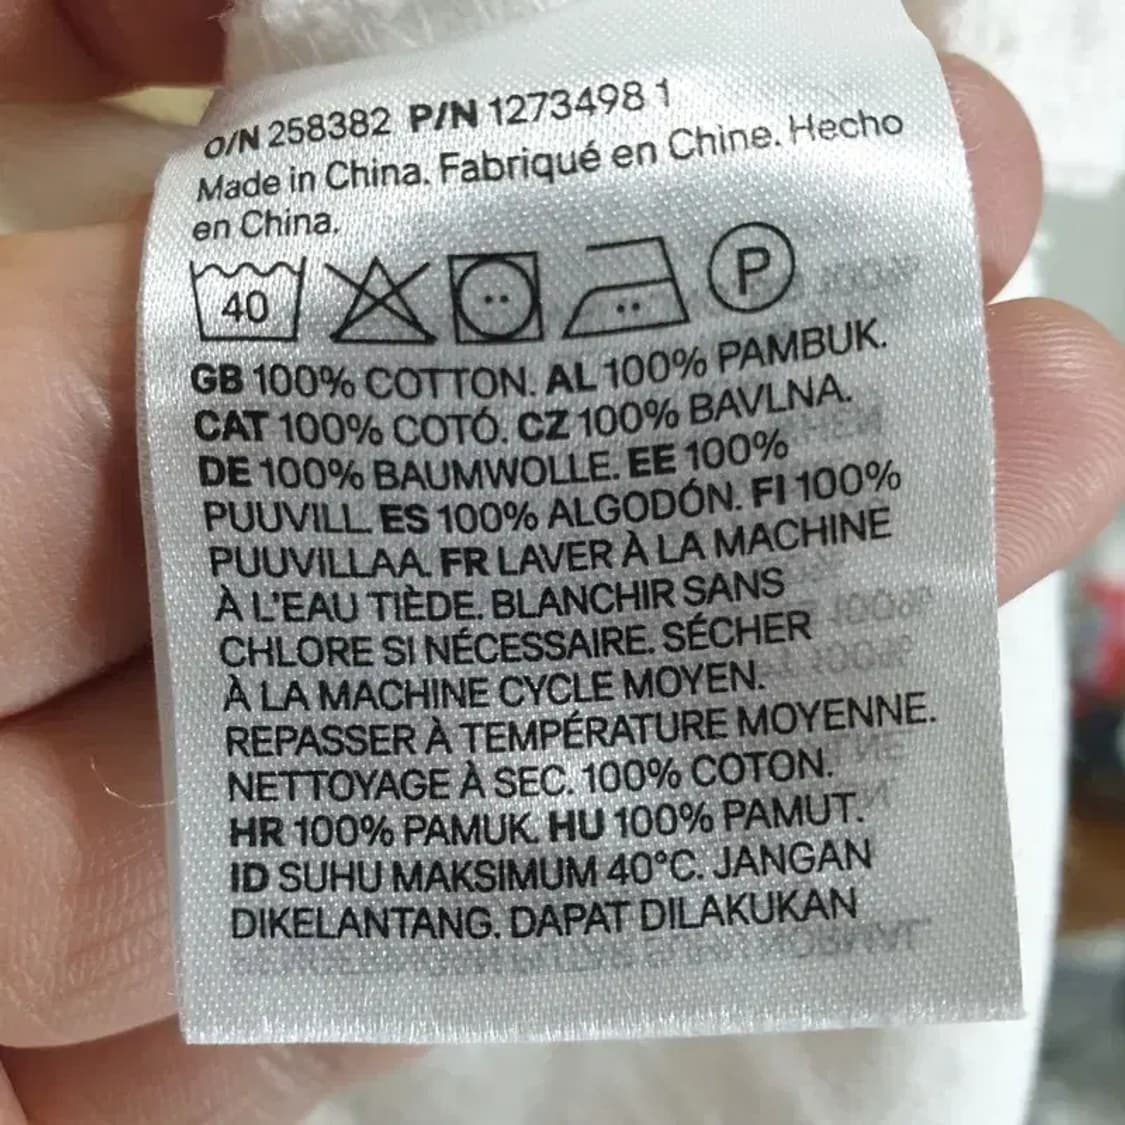 O/N 258382 P/N 1273498 1
Made in China. Fabriqué en Chine. Hecho
en China.
40 P
GB 100% COTTON. AL 100% PAMBUK.
CAT 100% COTÓ. CZ 100% BAVLNA.
DE 100% BAUMWOLLE. EE 100%
PUUVILL. ES 100% ALGODÓN. FI 100%
PUUVILLAA. FR LAVER À LA MACHINE
À L'EAU TIÈDE. BLANCHIR SANS
CHLORE SI NÉCESSAIRE. SÉCHER
À LA MACHINE CYCLE MOYEN.
REPASSER À TEMPÉRATURE MOYENNE.
NETTOYAGE À SEC. 100% COTON.
HR 100% PAMUK. HU 100% PAMUT.
ID SUHU MAKSIMUM 40°C. JANGAN
DIKELANTANG. DAPAT DILAKUKAN